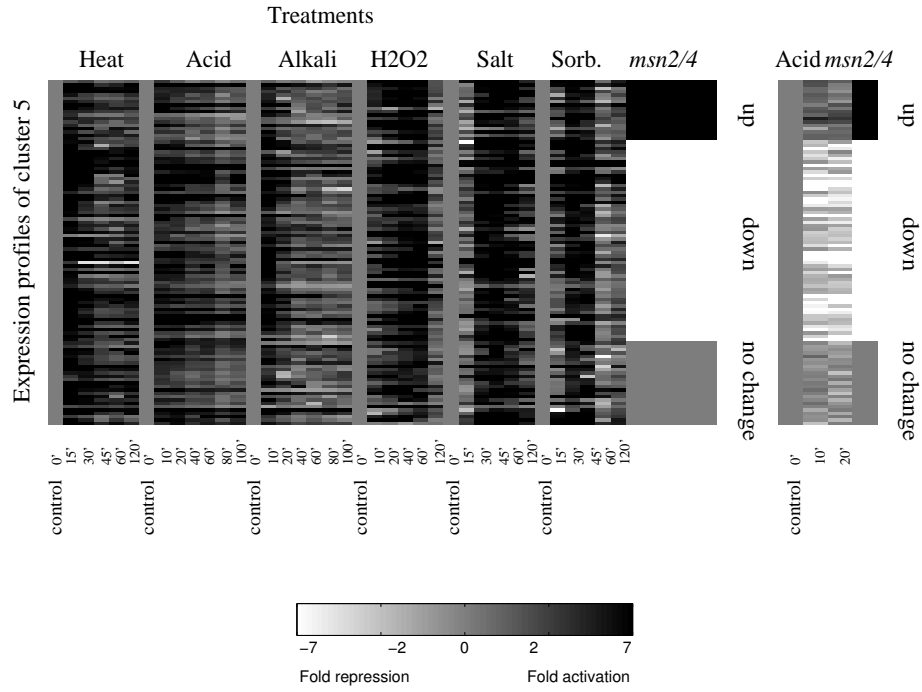 Treatments
Heat Acid Alkali H2O2 Salt Sorb. msn2/4 Acid msn2/4
Expression profiles of cluster 5
up
down
no change
up
down
no change
0' 15' 30' 45' 60' 120' 0' 10' 20' 40' 60' 80' 100' 0' 10' 20' 40' 60' 80' 100' 0' 10' 20' 40' 60' 120' 0' 15' 30' 45' 60' 120' 0' 15' 30' 45' 60' 120' 0' 10' 20'
control control control control control control control
−7 −2 0 2 7
Fold repression Fold activation